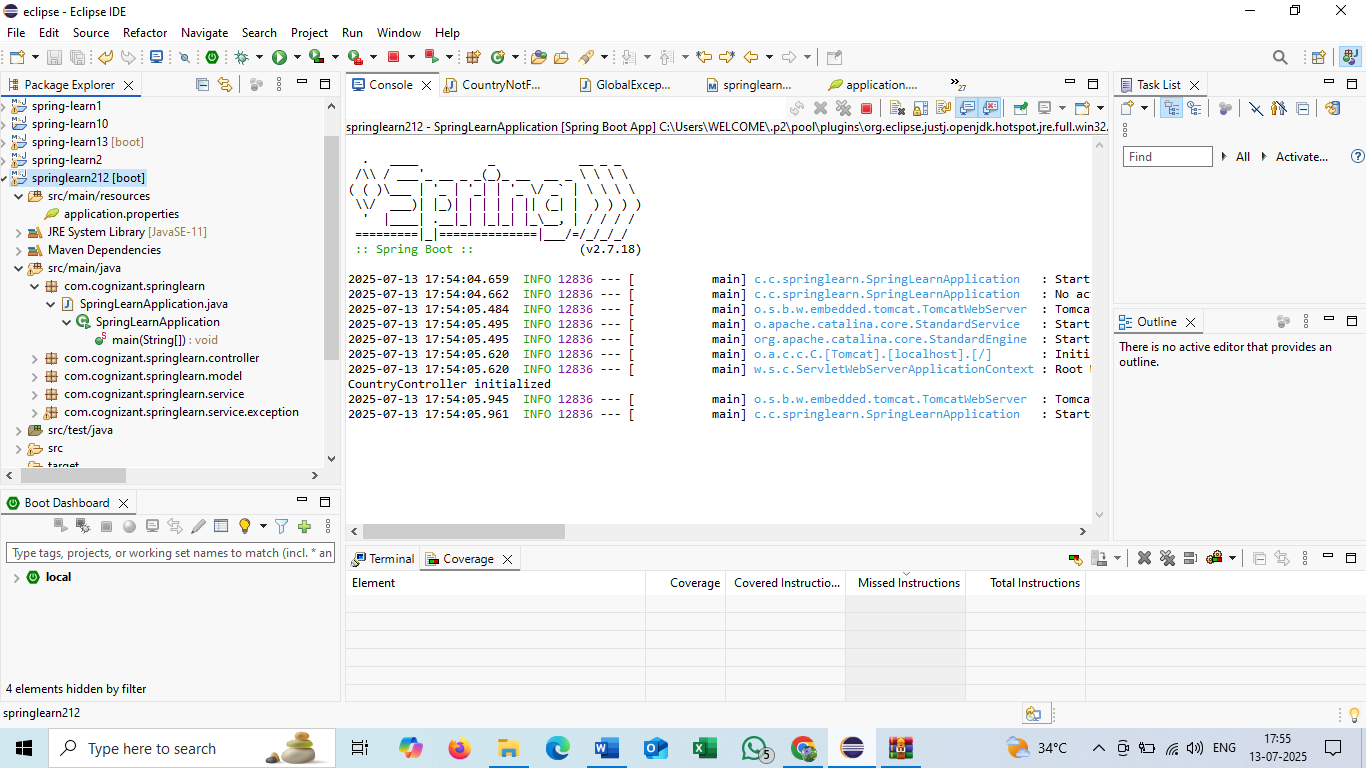 eclipse - Eclipse IDE
File Edit Source Refactor Navigate Search Project Run Window Help
Package Explorer
spring-learn1
spring-learn10
spring-learn13 [boot]
spring-learn2
springlearn212 [boot]
src/main/resources
application.properties
JRE System Library [JavaSE-11]
Maven Dependencies
src/main/java
com.cognizant.springlearn
SpringLearnApplication.java
SpringLearnApplication
main(String[]) : void
com.cognizant.springlearn.controller
com.cognizant.springlearn.model
com.cognizant.springlearn.service
com.cognizant.springlearn.service.exception
src/test/java
src
target
Boot Dashboard
Type tags, projects, or working set names to match (incl. * an
local
4 elements hidden by filter
Console CountryNotF... GlobalExcep... springlearn... application.... 27
springlearn212 - SpringLearnApplication [Spring Boot App] C:\Users\WELCOME\.p2\pool\plugins\org.eclipse.justj.openjdk.hotspot.jre.full.win32.
Spring
:: Spring Boot :: (v2.7.18)
2025-07-13 17:54:04.659 INFO 12836 --- [ main] c.c.springlearn.SpringLearnApplication : Start
2025-07-13 17:54:04.662 INFO 12836 --- [ main] c.c.springlearn.SpringLearnApplication : No ac
2025-07-13 17:54:05.484 INFO 12836 --- [ main] o.s.b.w.embedded.tomcat.TomcatWebServer : Tomca
2025-07-13 17:54:05.495 INFO 12836 --- [ main] o.apache.catalina.core.StandardService : Start
2025-07-13 17:54:05.495 INFO 12836 --- [ main] org.apache.catalina.core.StandardEngine : Start
2025-07-13 17:54:05.620 INFO 12836 --- [ main] o.a.c.c.C.[Tomcat].[localhost].[/] : Initi
2025-07-13 17:54:05.620 INFO 12836 --- [ main] w.s.c.ServletWebServerApplicationContext : Root
CountryController initialized
2025-07-13 17:54:05.945 INFO 12836 --- [ main] o.s.b.w.embedded.tomcat.TomcatWebServer : Tomca
2025-07-13 17:54:05.961 INFO 12836 --- [ main] c.c.springlearn.SpringLearnApplication : Start
Terminal Coverage
Element Coverage Covered Instructio... Missed Instructions Total Instructions
Task List
Find All Activate...
Outline
There is no active editor that provides an
outline.
springlearn212
Type here to search
5
34°C
ENG
17:55
13-07-2025